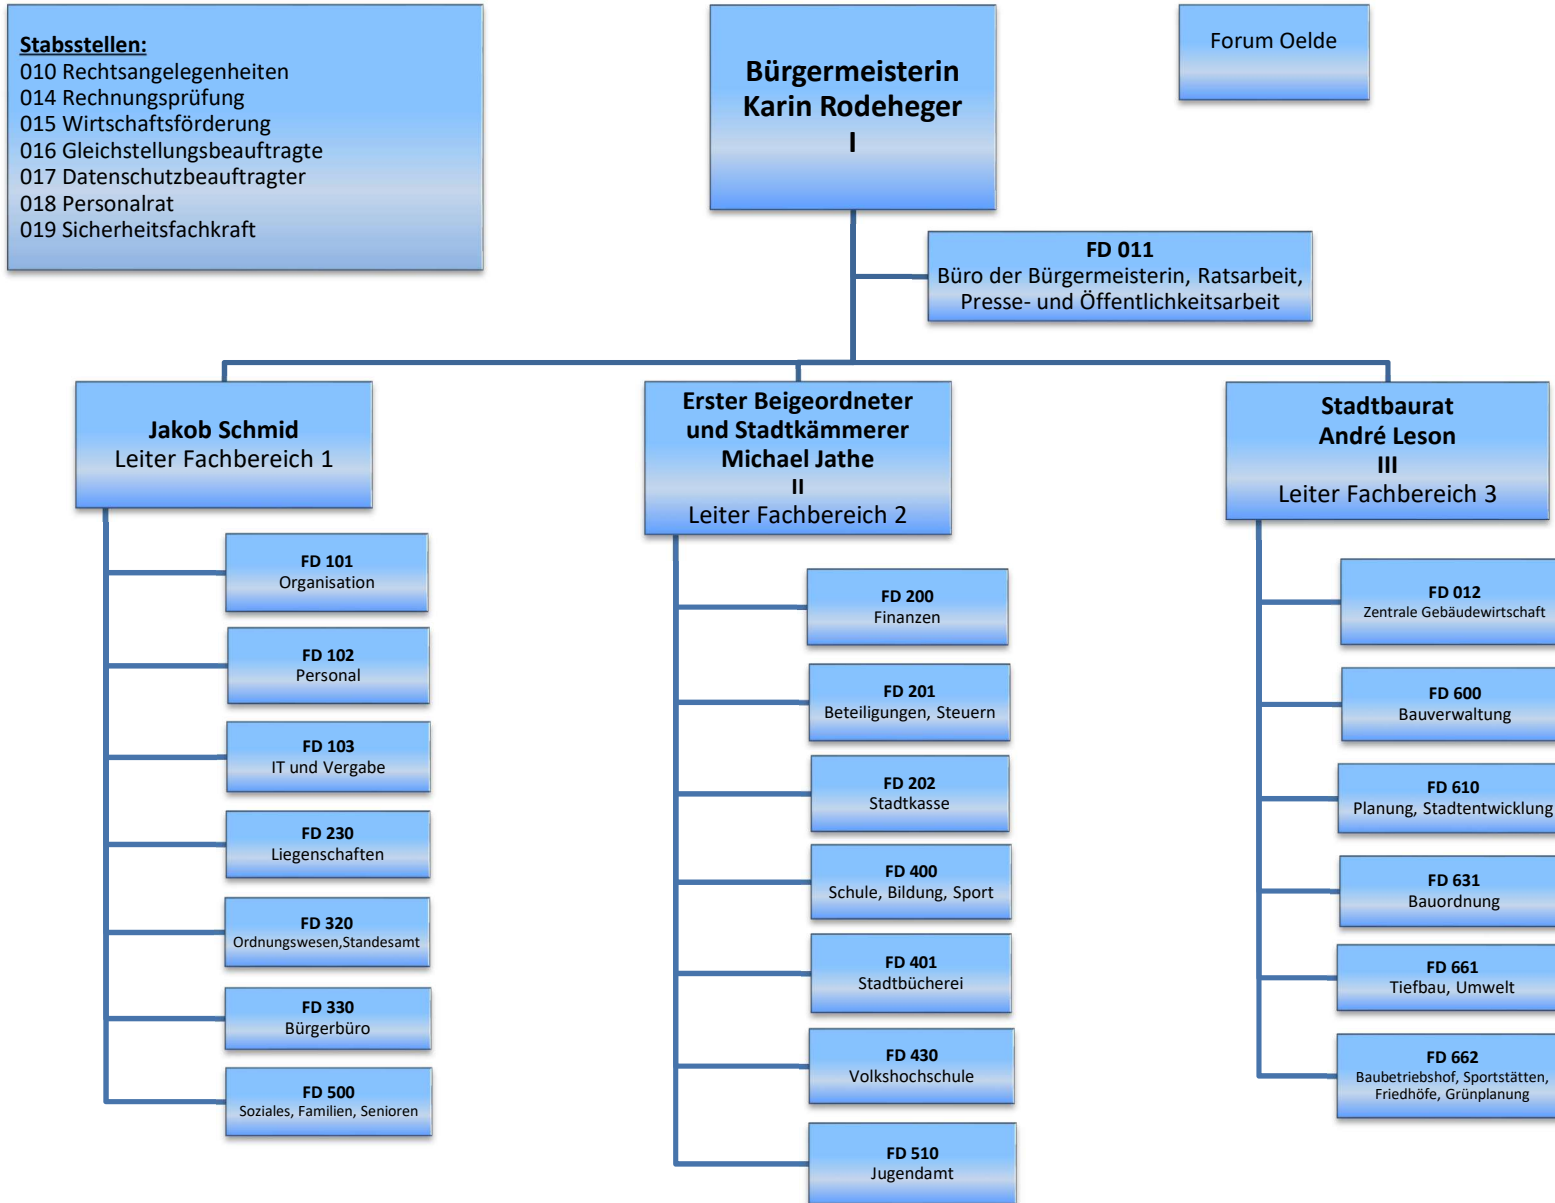 Stabsstellen:
010 Rechtsangelegenheiten
014 Rechnungsprüfung
015 Wirtschaftsförderung
016 Gleichstellungsbeauftragte
017 Datenschutzbeauftragter
018 Personalrat
019 Sicherheitsfachkraft
Bürgermeisterin
Karin Rodeheger
I
Forum Oelde
FD 011
Büro der Bürgermeisterin, Ratsarbeit,
Presse- und Öffentlichkeitsarbeit
Jakob Schmid
Leiter Fachbereich 1
FD 101
Organisation
FD 102
Personal
FD 103
IT und Vergabe
FD 230
Liegenschaften
FD 320
Ordnungswesen,Standesamt
FD 330
Bürgerbüro
FD 500
Soziales, Familien, Senioren
Erster Beigeordneter
und Stadtkämmerer
Michael Jathe
II
Leiter Fachbereich 2
FD 200
Finanzen
FD 201
Beteiligungen, Steuern
FD 202
Stadtkasse
FD 400
Schule, Bildung, Sport
FD 401
Stadtbücherei
FD 430
Volkshochschule
FD 510
Jugendamt
Stadtbaurat
André Leson
III
Leiter Fachbereich 3
FD 012
Zentrale Gebäudewirtschaft
FD 600
Bauverwaltung
FD 610
Planung, Stadtentwicklung
FD 631
Bauordnung
FD 661
Tiefbau, Umwelt
FD 662
Baubetriebshof, Sportstätten,
Friedhöfe, Grünplanung